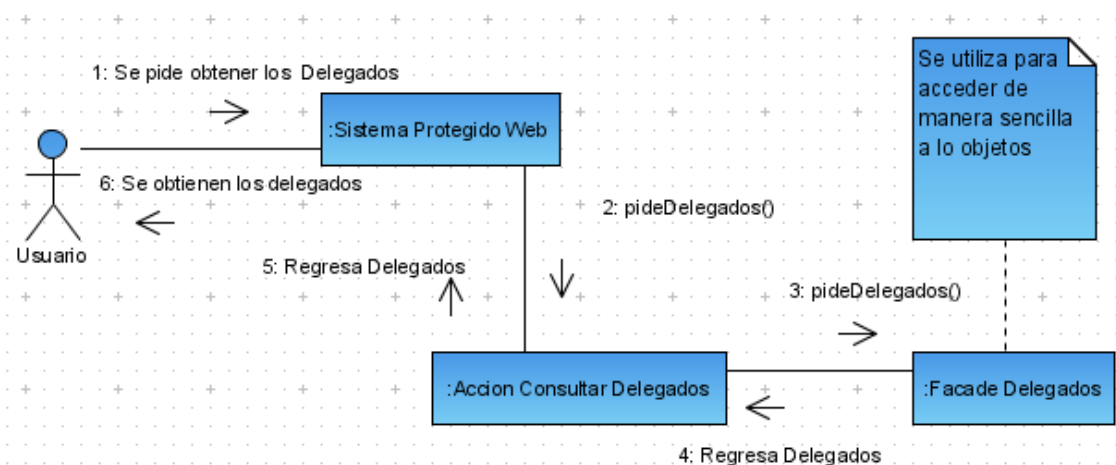 1: Se pide obtener los Delegados
:Sistema Protegido Web
Se utiliza para
acceder de
manera sencilla
a lo objetos
6: Se obtienen los delegados
Usuario
2: pideDelegados()
5: Regresa Delegados
3: pideDelegados()
:Accion Consultar Delegados
:Facade Delegados
4: Regresa Delegados